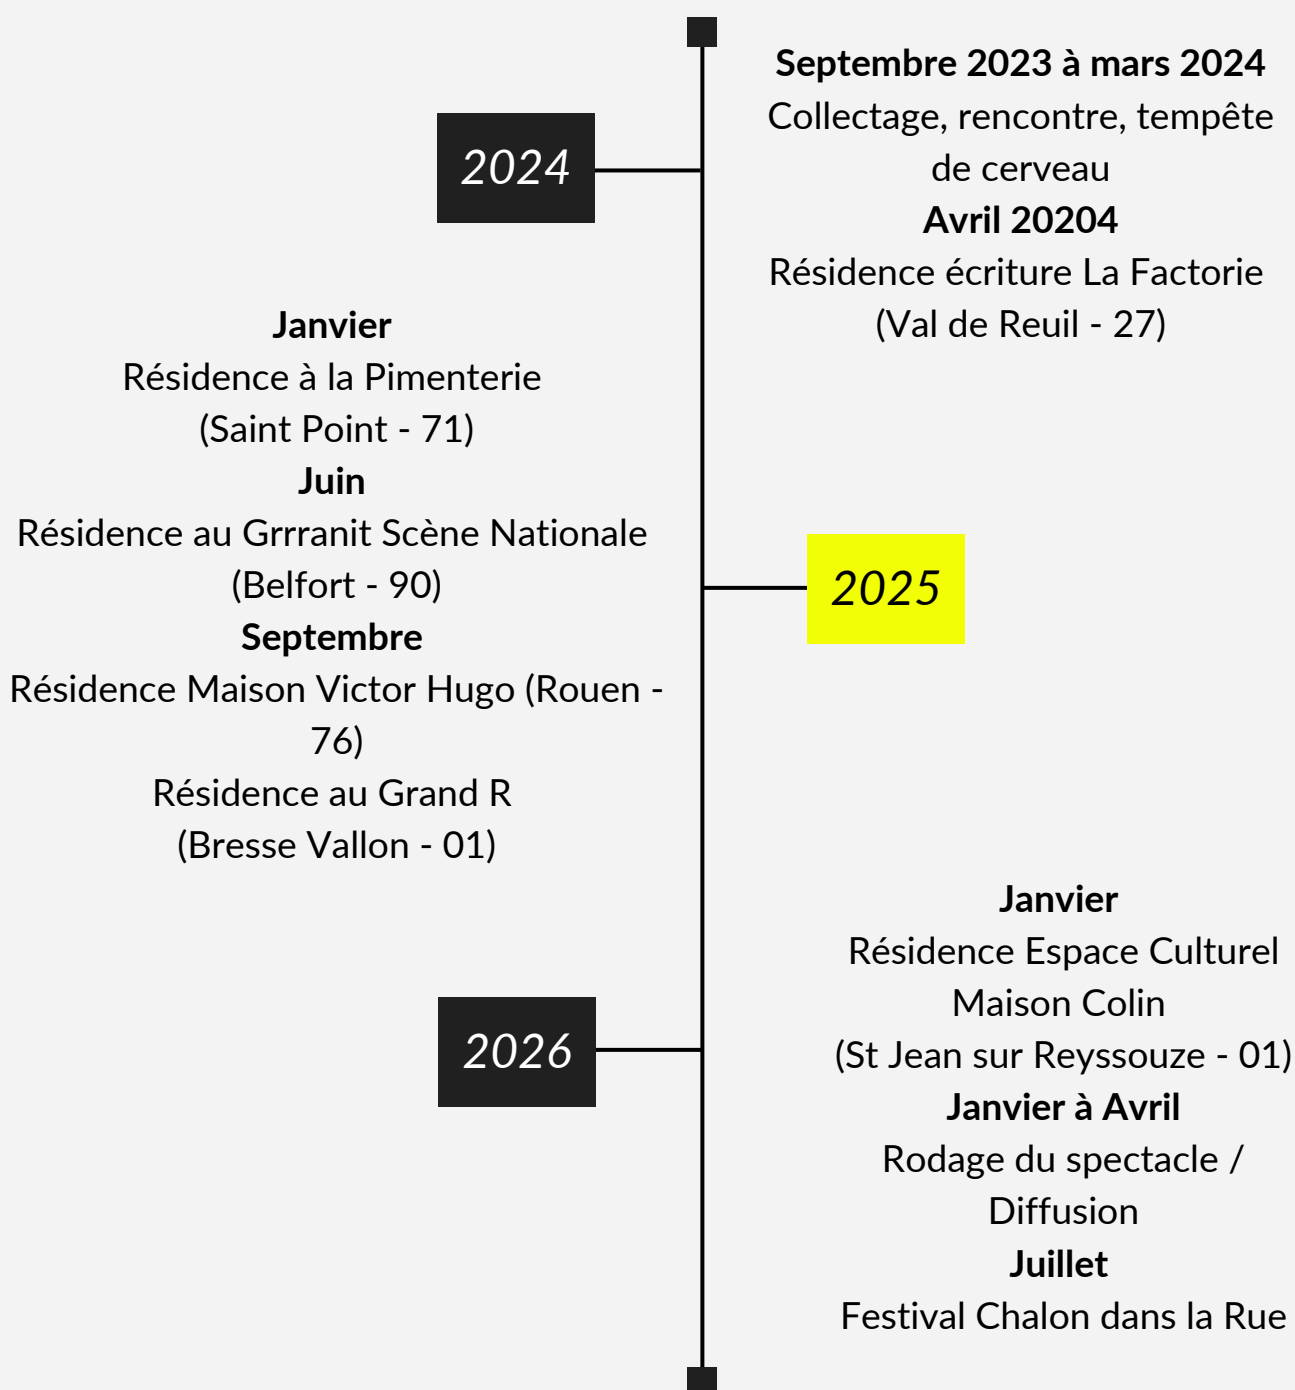 2024
Septembre 2023 à mars 2024
Collectage, rencontre, tempête
de cerveau
Avril 20204
Résidence écriture La Factorie
(Val de Reuil - 27)
2025
Janvier
Résidence à la Pimenterie
(Saint Point - 71)
Juin
Résidence au Grrranit Scène Nationale
(Belfort - 90)
Septembre
Résidence Maison Victor Hugo (Rouen -
76)
Résidence au Grand R
(Bresse Vallon - 01)
2026
Janvier
Résidence Espace Culturel
Maison Colin
(St Jean sur Reyssouze - 01)
Janvier à Avril
Rodage du spectacle /
Diffusion
Juillet
Festival Chalon dans la Rue